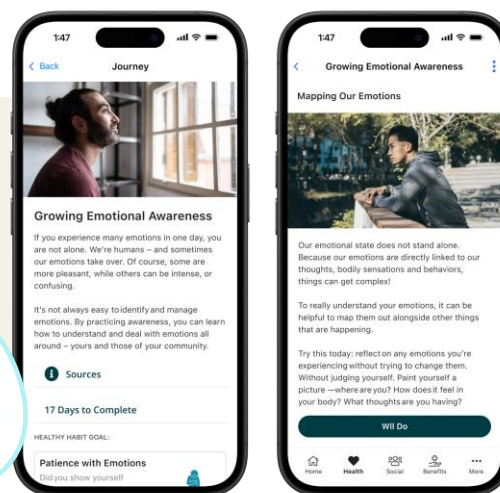 1:47
Back
Journey
Growing Emotional Awareness
If you experience many emotions in one day, you
are not alone. We're humans – and sometimes
our emotions take over. Of course, some are
more pleasant, while others can be intense, or
confusing.
It's not always easy to identify and manage
emotions. By practicing awareness, you can learn
how to understand and deal with emotions all
around – yours and those of your community.
Sources
17 Days to Complete
HEALTHY HABIT GOAL:
Patience with Emotions
Did you show yourself
1:47
Growing Emotional Awareness
Mapping Our Emotions
Our emotional state does not stand alone.
Because our emotions are directly linked to our
thoughts, bodily sensations and behaviors,
things can get complex!
To really understand your emotions, it can be
helpful to map them out alongside other things
that are happening.
Try this today: reflect on any emotions you're
experiencing without trying to change them.
Without judging yourself. Paint yourself a
picture —where are you? How does it feel in
your body? What thoughts are you having?
Wil Do
Home
Health
Social
Benefits
More